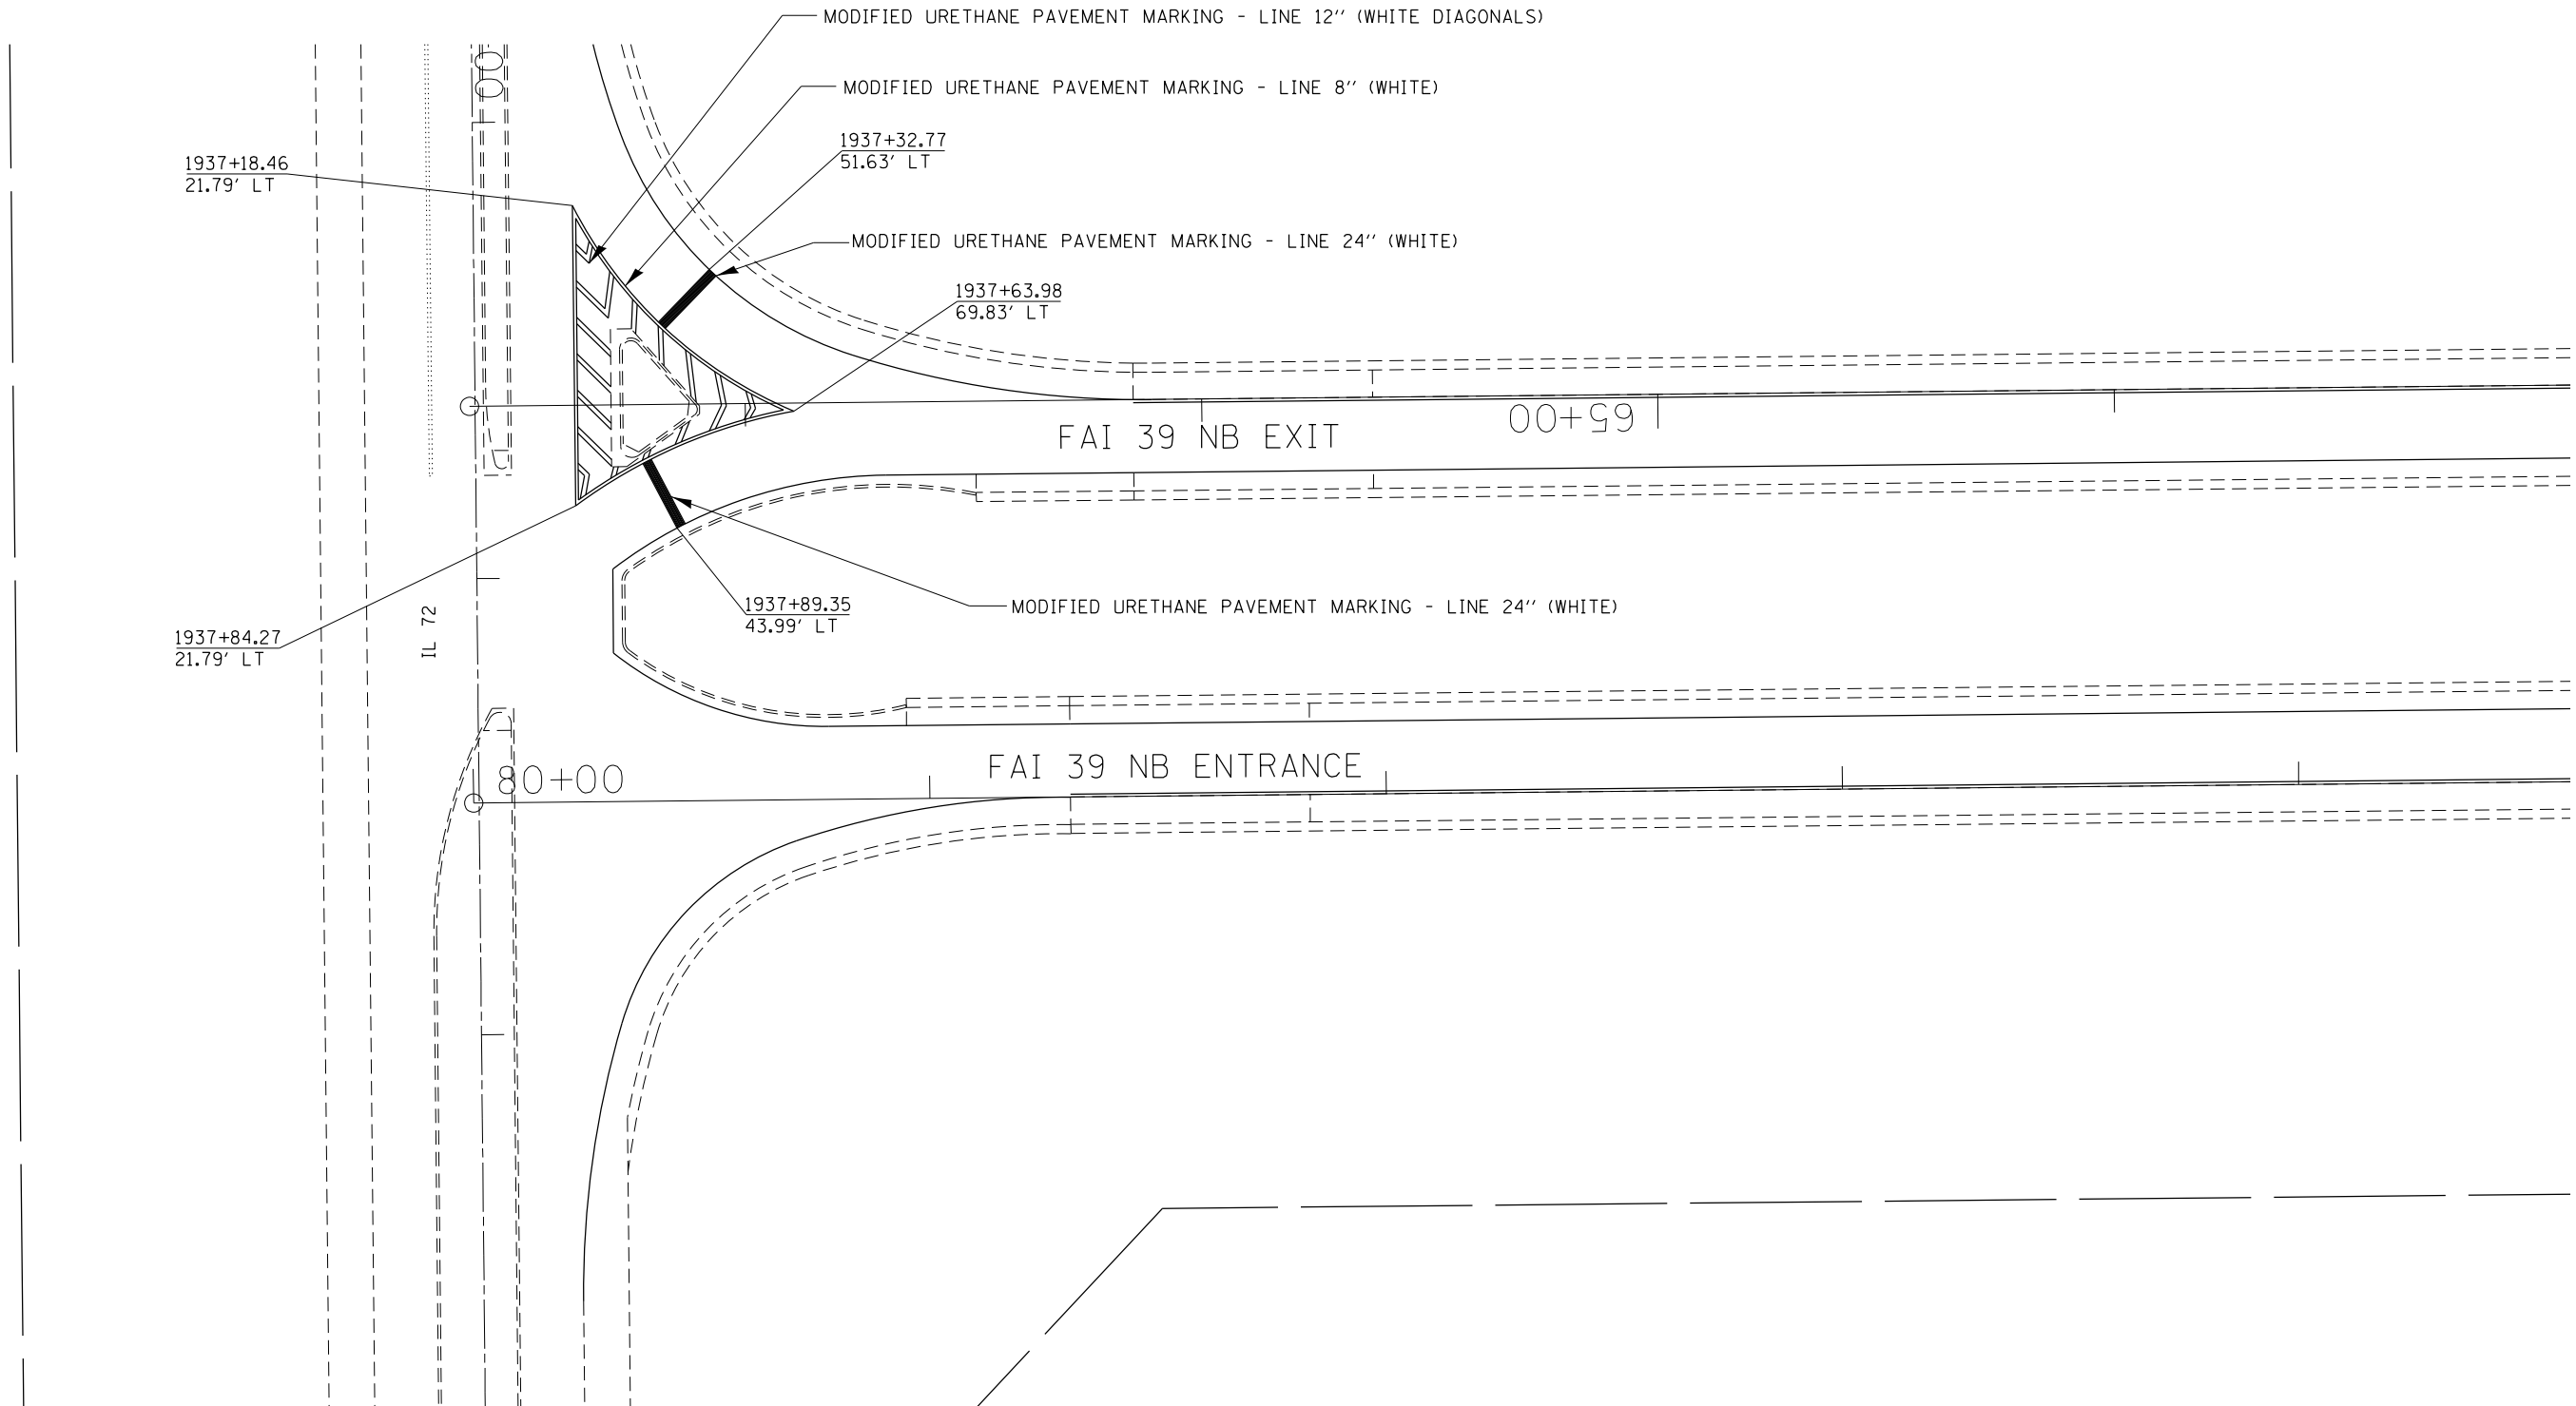 MODIFIED URETHANE PAVEMENT MARKING - LINE 12'' (WHITE DIAGONALS)
00
MODIFIED URETHANE PAVEMENT MARKING - LINE 8'' (WHITE)
1937+32.77
51.63' LT
1937+18.46
21.79' LT
MODIFIED URETHANE PAVEMENT MARKING - LINE 24'' (WHITE)
1937+63.98
69.83' LT
65+00
FAI 39 NB EXIT
1937+89.35
43.99' LT
MODIFIED URETHANE PAVEMENT MARKING - LINE 24'' (WHITE)
IL 72
1937+84.27
21.79' LT
FAI 39 NB ENTRANCE
80+00